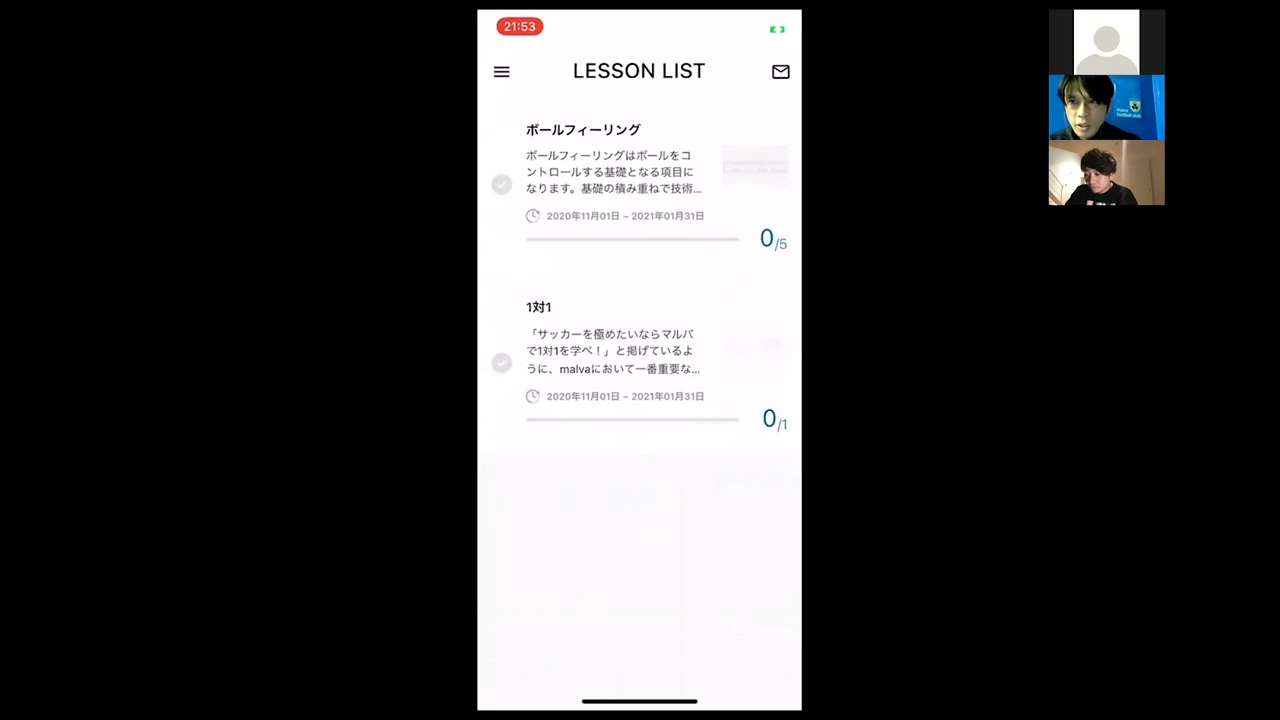 21:53
LESSON LIST
ボールフィーリング
ボールフィーリングはボールをコ
ントロールする基礎となる項目に
なります。基礎の積み重ねで技術...
2020年11月01日 ~ 2021年01月31日
0/5
1対1
「サッカーを極めたいならマルバ
で1対1を学べ！」と掲げているよ
うに、malvaにおいて一番重要な...
2020年11月01日 ~ 2021年01月31日
0/1